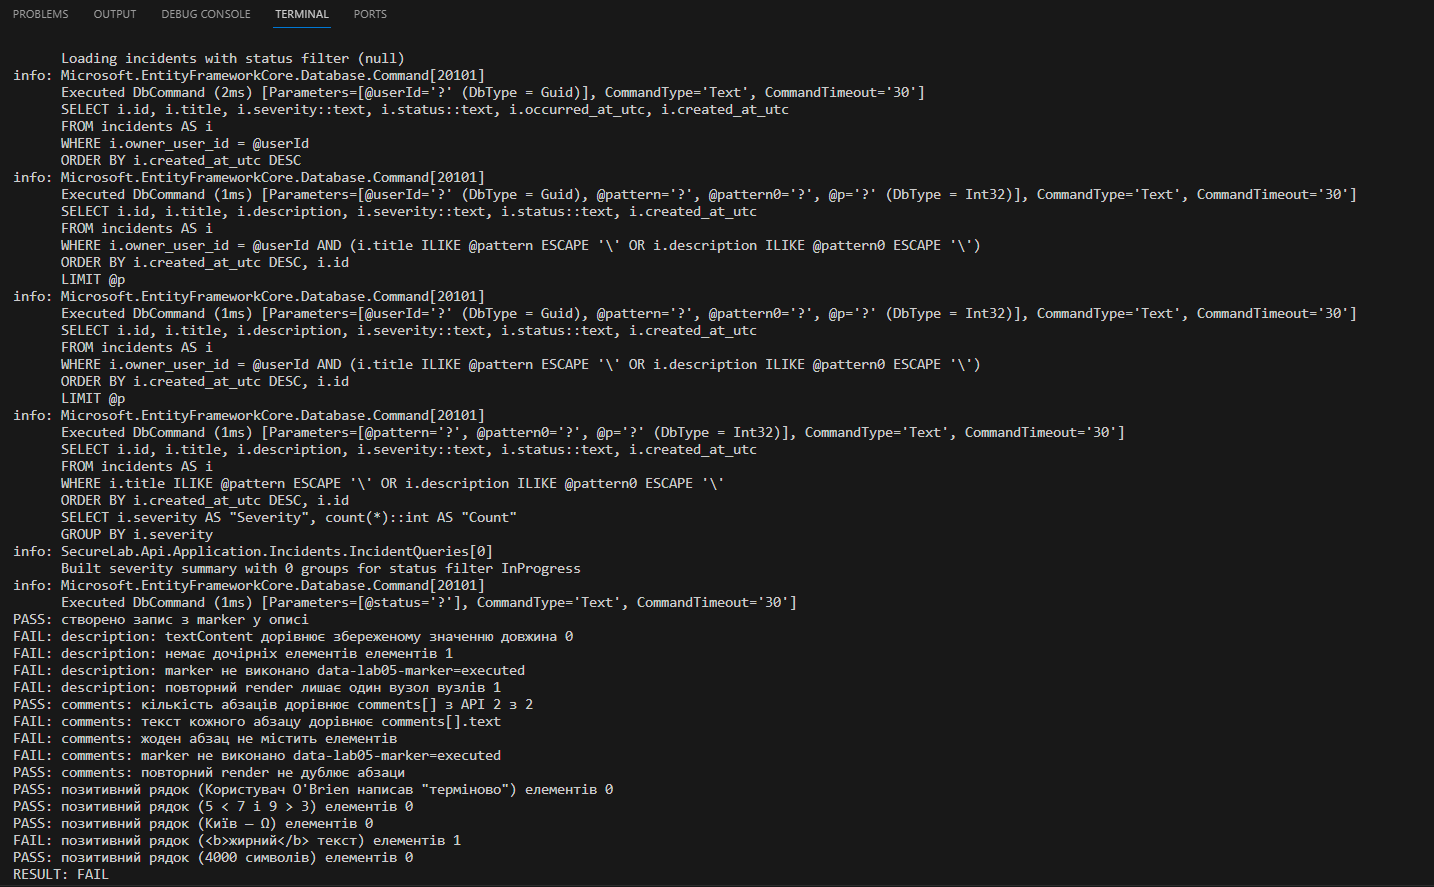 PROBLEMS OUTPUT DEBUG CONSOLE TERMINAL PORTS
Loading incidents with status filter (null)
info: Microsoft.EntityFrameworkCore.Database.Command[20101]
Executed DbCommand (2ms) [Parameters=[@userId='?' (DbType = Guid)], CommandType='Text', CommandTimeout='30']
SELECT i.id, i.title, i.severity::text, i.status::text, i.occurred_at_utc, i.created_at_utc
FROM incidents AS i
WHERE i.owner_user_id = @userId
ORDER BY i.created_at_utc DESC
info: Microsoft.EntityFrameworkCore.Database.Command[20101]
Executed DbCommand (1ms) [Parameters=[@userId='?' (DbType = Guid), @pattern='?', @pattern0='?', @p='?' (DbType = Int32)], CommandType='Text', CommandTimeout='30']
SELECT i.id, i.title, i.description, i.severity::text, i.status::text, i.created_at_utc
FROM incidents AS i
WHERE i.owner_user_id = @userId AND (i.title ILIKE @pattern ESCAPE '\' OR i.description ILIKE @pattern0 ESCAPE '\')
ORDER BY i.created_at_utc DESC, i.id
LIMIT @p
info: Microsoft.EntityFrameworkCore.Database.Command[20101]
Executed DbCommand (1ms) [Parameters=[@userId='?' (DbType = Guid), @pattern='?', @pattern0='?', @p='?' (DbType = Int32)], CommandType='Text', CommandTimeout='30']
SELECT i.id, i.title, i.description, i.severity::text, i.status::text, i.created_at_utc
FROM incidents AS i
WHERE i.owner_user_id = @userId AND (i.title ILIKE @pattern ESCAPE '\' OR i.description ILIKE @pattern0 ESCAPE '\')
ORDER BY i.created_at_utc DESC, i.id
LIMIT @p
info: Microsoft.EntityFrameworkCore.Database.Command[20101]
Executed DbCommand (1ms) [Parameters=[@pattern='?', @pattern0='?', @p='?' (DbType = Int32)], CommandType='Text', CommandTimeout='30']
SELECT i.id, i.title, i.description, i.severity::text, i.status::text, i.created_at_utc
FROM incidents AS i
WHERE i.title ILIKE @pattern ESCAPE '\' OR i.description ILIKE @pattern0 ESCAPE '\'
ORDER BY i.created_at_utc DESC, i.id
SELECT i.severity AS "Severity", count(*)::int AS "Count"
GROUP BY i.severity
info: SecureLab.Api.Application.Incidents.IncidentQueries[0]
Built severity summary with 0 groups for status filter InProgress
info: Microsoft.EntityFrameworkCore.Database.Command[20101]
Executed DbCommand (1ms) [Parameters=[@status='?'], CommandType='Text', CommandTimeout='30']
PASS: створено запис з marker у описі
FAIL: description: textContent дорівнює збереженому значенню довжина 0
FAIL: description: немає дочірніх елементів елементів 1
FAIL: description: marker не виконано data-lab05-marker=executed
FAIL: description: повторний render лишає один вузол вузлів 1
PASS: comments: кількість абзаців дорівнює comments[] з API 2 з 2
FAIL: comments: текст кожного абзацу дорівнює comments[].text
FAIL: comments: жоден абзац не містить елементів
FAIL: comments: marker не виконано data-lab05-marker=executed
PASS: comments: повторний render не дублює абзаци
PASS: позитивний рядок (Користувач O'Brien написав "терміново") елементів 0
PASS: позитивний рядок (5 < 7 і 9 > 3) елементів 0
PASS: позитивний рядок (Київ — Ω) елементів 0
FAIL: позитивний рядок (<b>жирний</b> текст) елементів 1
PASS: позитивний рядок (4000 символів) елементів 0
RESULT: FAIL